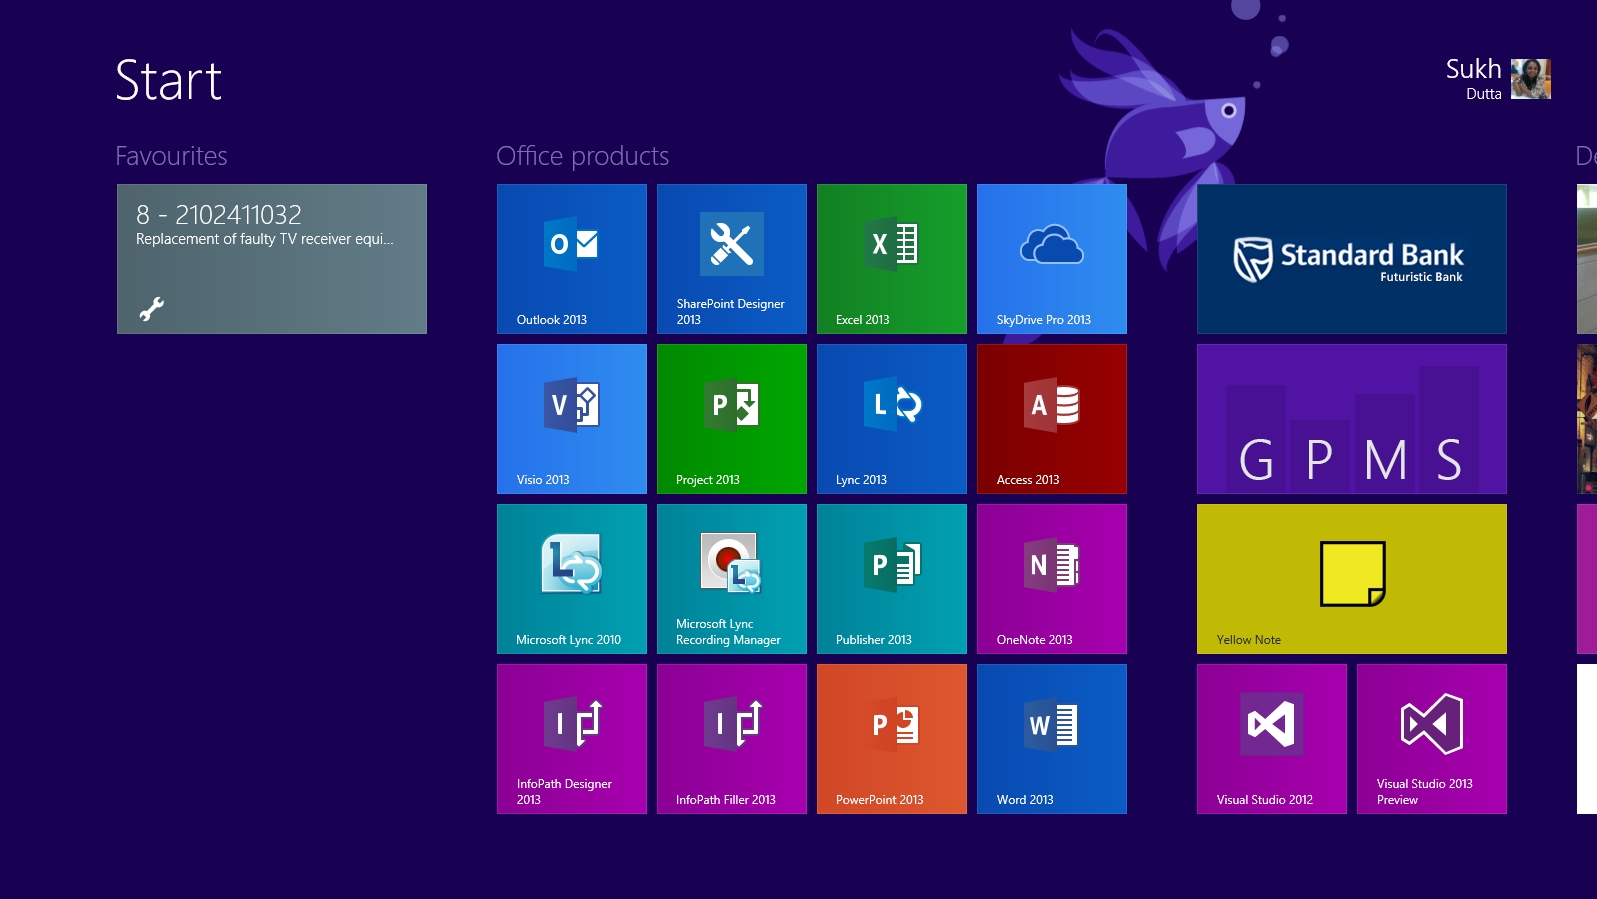 Start
Sukh
Dutta
Favourites
8 - 2102411032
Replacement of faulty TV receiver equi...
Office products
O
Outlook 2013
SharePoint Designer
2013
X
Excel 2013
SkyDrive Pro 2013
V
Visio 2013
P
Project 2013
L
Lync 2013
A
Access 2013
L
Microsoft Lync 2010
L
Microsoft Lync
Recording Manager
P
Publisher 2013
N
OneNote 2013
I
InfoPath Designer
2013
I
InfoPath Filler 2013
P
PowerPoint 2013
W
Word 2013
Standard Bank
Futuristic Bank
G P M S
Yellow Note
Visual Studio 2012
Visual Studio 2013
Preview